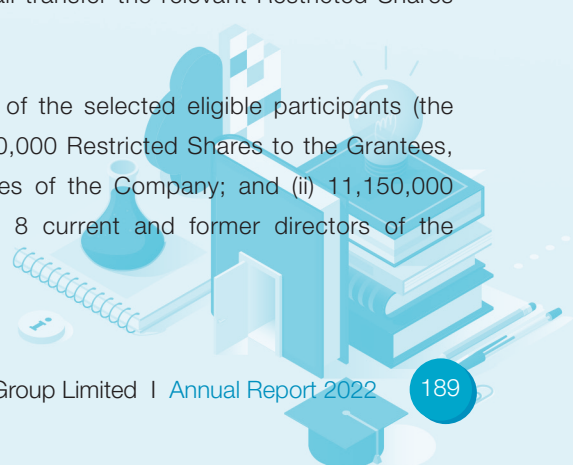 transfer the relevant Restricted Shares
of the selected eligible participants (the
0,000 Restricted Shares to the Grantees,
es of the Company; and (ii) 11,150,000
8 current and former directors of the
i
Group Limited I Annual Report 2022 189